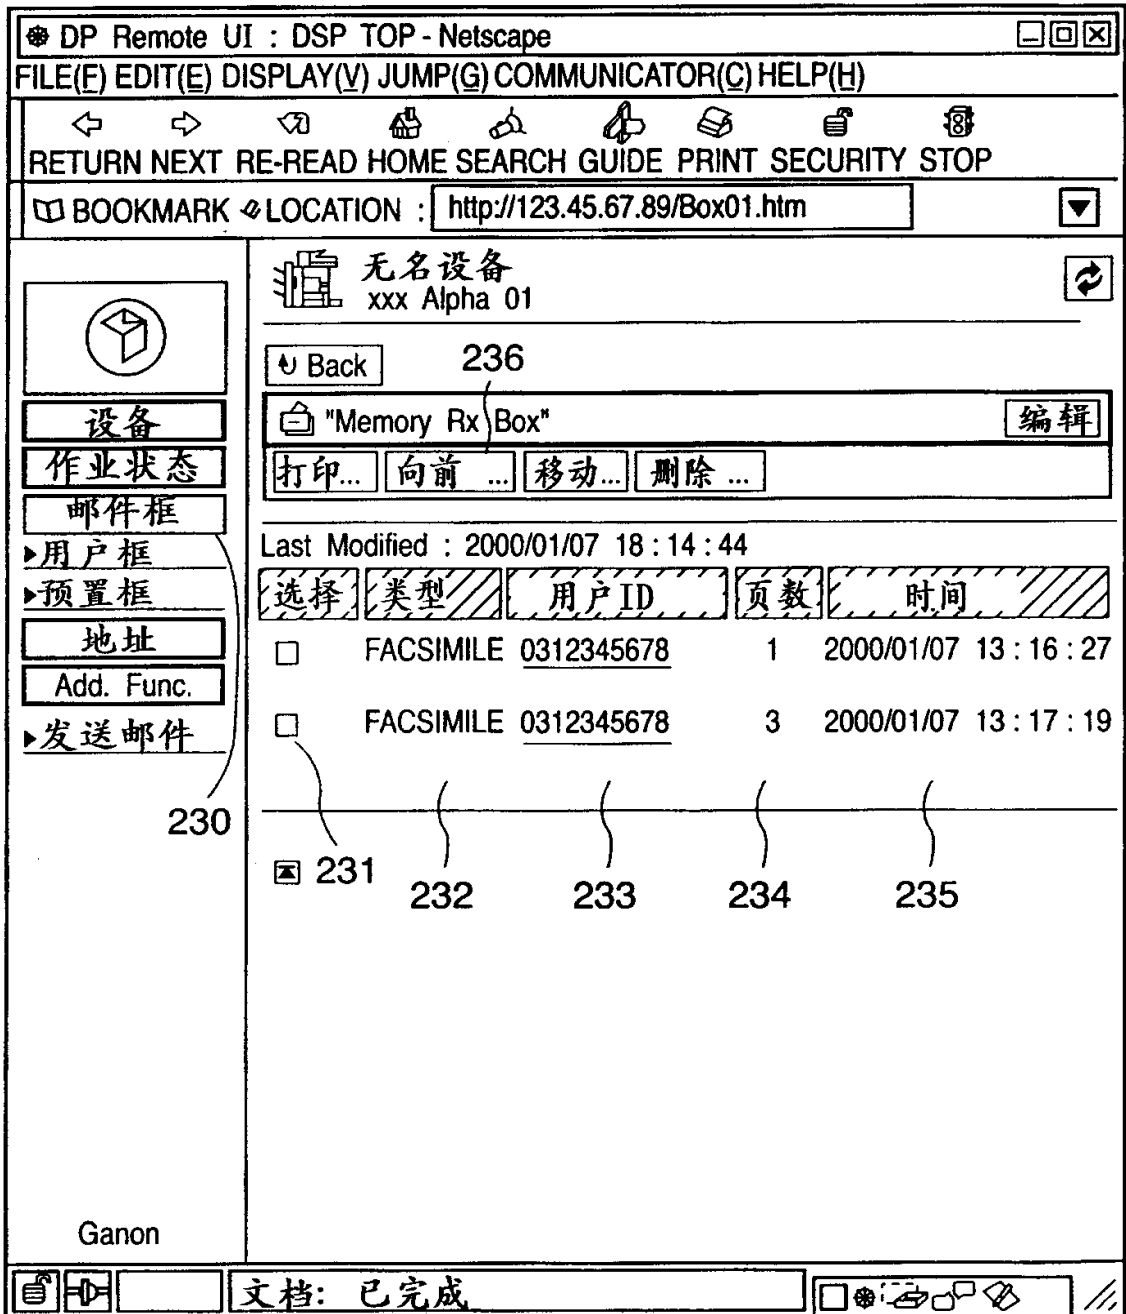 DP Remote UI : DSP TOP - Netscape
FILE(F) EDIT(E) DISPLAY(V) JUMP(G) COMMUNICATOR(C) HELP(H)
RETURN NEXT RE-READ HOME SEARCH GUIDE PRINT SECURITY STOP
BOOKMARK LOCATION : http://123.45.67.89/Box01.htm
无名设备
xxx Alpha 01
Back 236
"Memory Rx Box" 编辑
打印... 向前 ... 移动... 删除 ...
设备
作业状态
邮件框
▸用户框
▸预置框
地址
Add. Func.
▸发送邮件
230
Last Modified : 2000/01/07 18 : 14 : 44
选择 类型 用户ID 页数 时间
FACSIMILE 0312345678 1 2000/01/07 13 : 16 : 27
FACSIMILE 0312345678 3 2000/01/07 13 : 17 : 19
231 232 233 234 235
Ganon
文档: 已完成